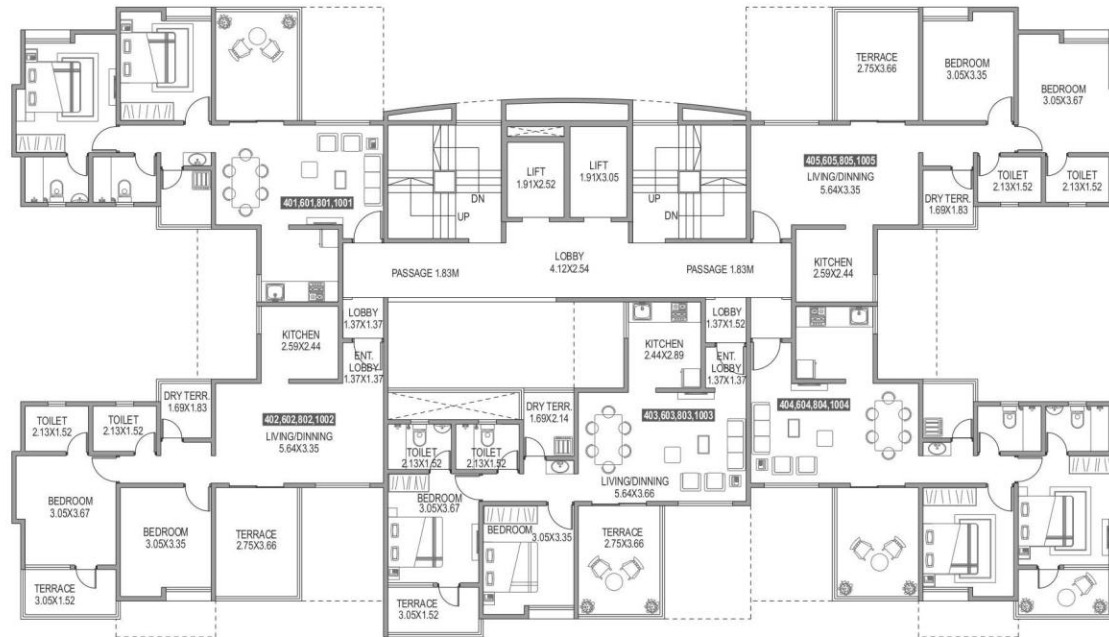 TERRACE
2.75X3.66
BEDROOM
3.05X3.35
BEDROOM
3.05X3.67
401,601,801,1001
DN
UP
LIFT
1.91X2.52
LIFT
1.91X3.05
UP
DN
405,605,805,1005
LIVING/DINNING
5.64X3.35
TOILET
2.13X1.52
TOILET
2.13X1.52
DRY TERR.
1.69X1.83
PASSAGE 1.83M
LOBBY
4.12X2.54
PASSAGE 1.83M
KITCHEN
2.59X2.44
LOBBY
1.37X1.37
KITCHEN
2.59X2.44
ENT.
LOBBY
1.37X1.37
LOBBY
1.37X1.52
KITCHEN
2.44X2.89
ENT.
LOBBY
1.37X1.37
DRY TERR.
1.69X1.83
TOILET
2.13X1.52
TOILET
2.13X1.52
402,602,802,1002
LIVING/DINNING
5.64X3.35
DRY TERR.
1.69X2.14
403,603,803,1003
404,604,804,1004
TOILET
2.13X1.52
TOILET
2.13X1.52
LIVING/DINNING
5.64X3.66
BEDROOM
3.05X3.67
BEDROOM
3.05X3.35
TERRACE
2.75X3.66
BEDROOM
3.05X3.67
BEDROOM
3.05X3.35
TERRACE
2.75X3.66
TERRACE
3.05X1.52
TERRACE
3.05X1.52